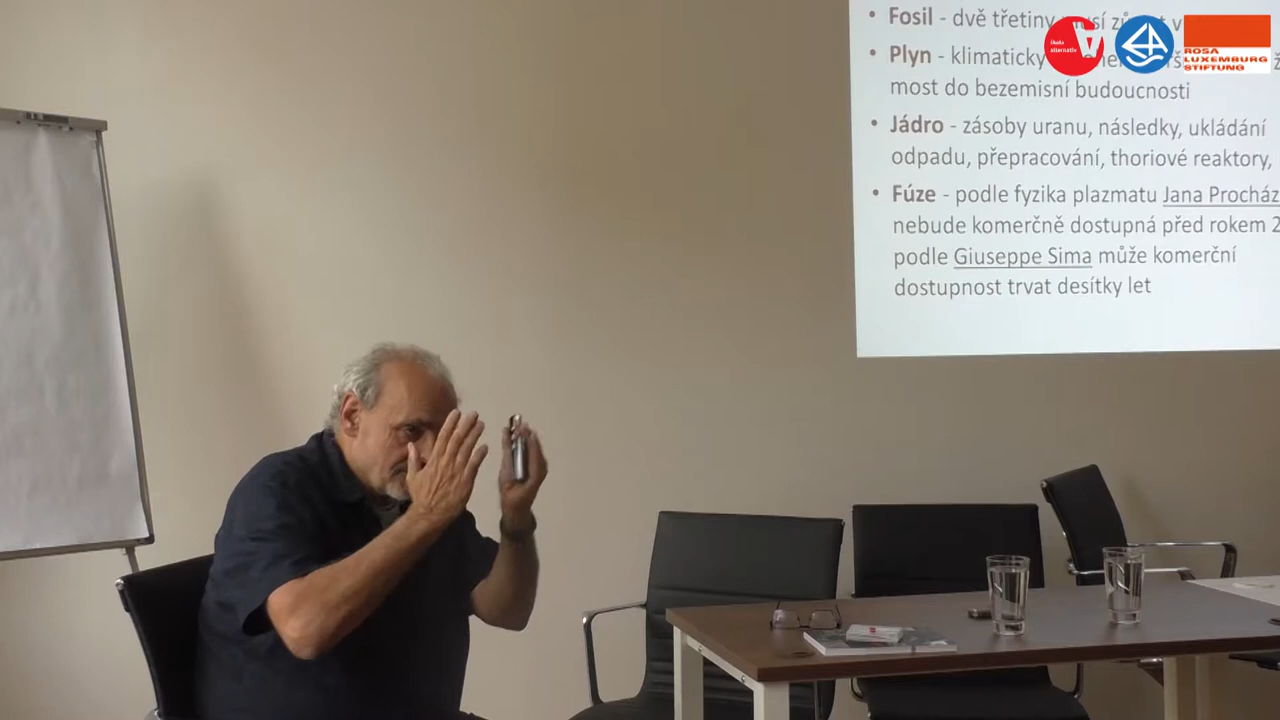 • Fosil - dvě třetiny
• Plyn - klimaticky
most do bezemisní budoucnosti
• Jádro - zásoby uranu, následky, ukládání
odpadu, přepracování, thoriové reaktory,
• Fúze - podle fyzika plazmatu Jana
nebude komerčně dostupná před rokem
podle Giuseppe Sima může komerční
dostupnost trvat desítky let
škola
alternativ
ROSA
LUXEMBURG
STIFTUNG